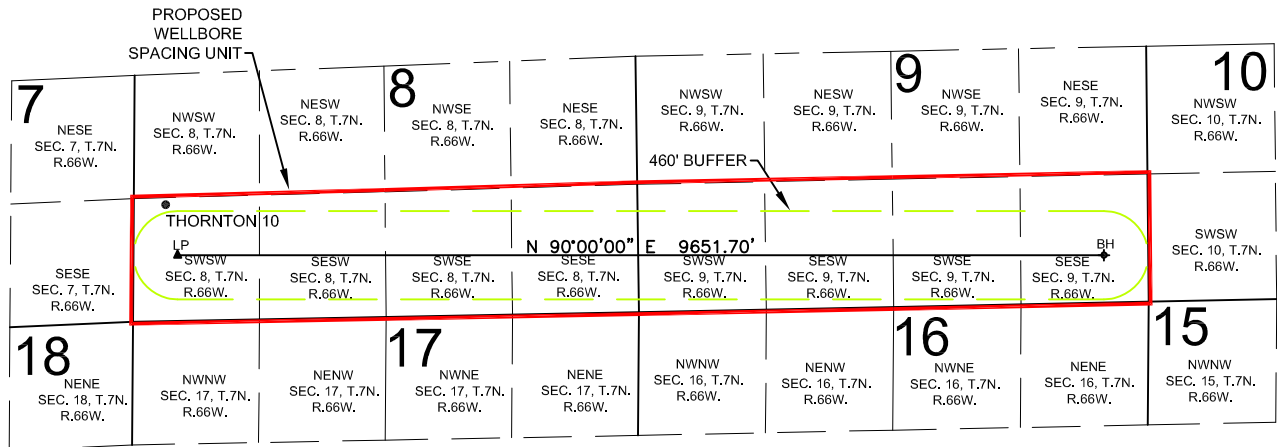 PROPOSED
WELLBORE
SPACING UNIT
7
8
9
10
NESE
SEC. 7, T.7N.
R.66W.
NWSW
SEC. 8, T.7N.
R.66W.
NESW
SEC. 8, T.7N.
R.66W.
NWSE
SEC. 8, T.7N.
R.66W.
NESE
SEC. 8, T.7N.
R.66W.
NWSW
SEC. 9, T.7N.
R.66W.
NESW
SEC. 9, T.7N.
R.66W.
NWSE
SEC. 9, T.7N.
R.66W.
NESE
SEC. 9, T.7N.
R.66W.
NWSW
SEC. 10, T.7N.
R.66W.
460' BUFFER
THORNTON 10
LP
N 90°00'00" E 9651.70'
BH
SESE
SEC. 7, T.7N.
R.66W.
SWSW
SEC. 8, T.7N.
R.66W.
SESW
SEC. 8, T.7N.
R.66W.
SWSE
SEC. 8, T.7N.
R.66W.
SESE
SEC. 8, T.7N.
R.66W.
SWSW
SEC. 9, T.7N.
R.66W.
SESW
SEC. 9, T.7N.
R.66W.
SWSE
SEC. 9, T.7N.
R.66W.
SESE
SEC. 9, T.7N.
R.66W.
SWSW
SEC. 10, T.7N.
R.66W.
18
17
16
15
NENE
SEC. 18, T.7N.
R.66W.
NWNW
SEC. 17, T.7N.
R.66W.
NENW
SEC. 17, T.7N.
R.66W.
NWNE
SEC. 17, T.7N.
R.66W.
NENE
SEC. 17, T.7N.
R.66W.
NWNW
SEC. 16, T.7N.
R.66W.
NENW
SEC. 16, T.7N.
R.66W.
NWNE
SEC. 16, T.7N.
R.66W.
NENE
SEC. 16, T.7N.
R.66W.
NWNW
SEC. 15, T.7N.
R.66W.